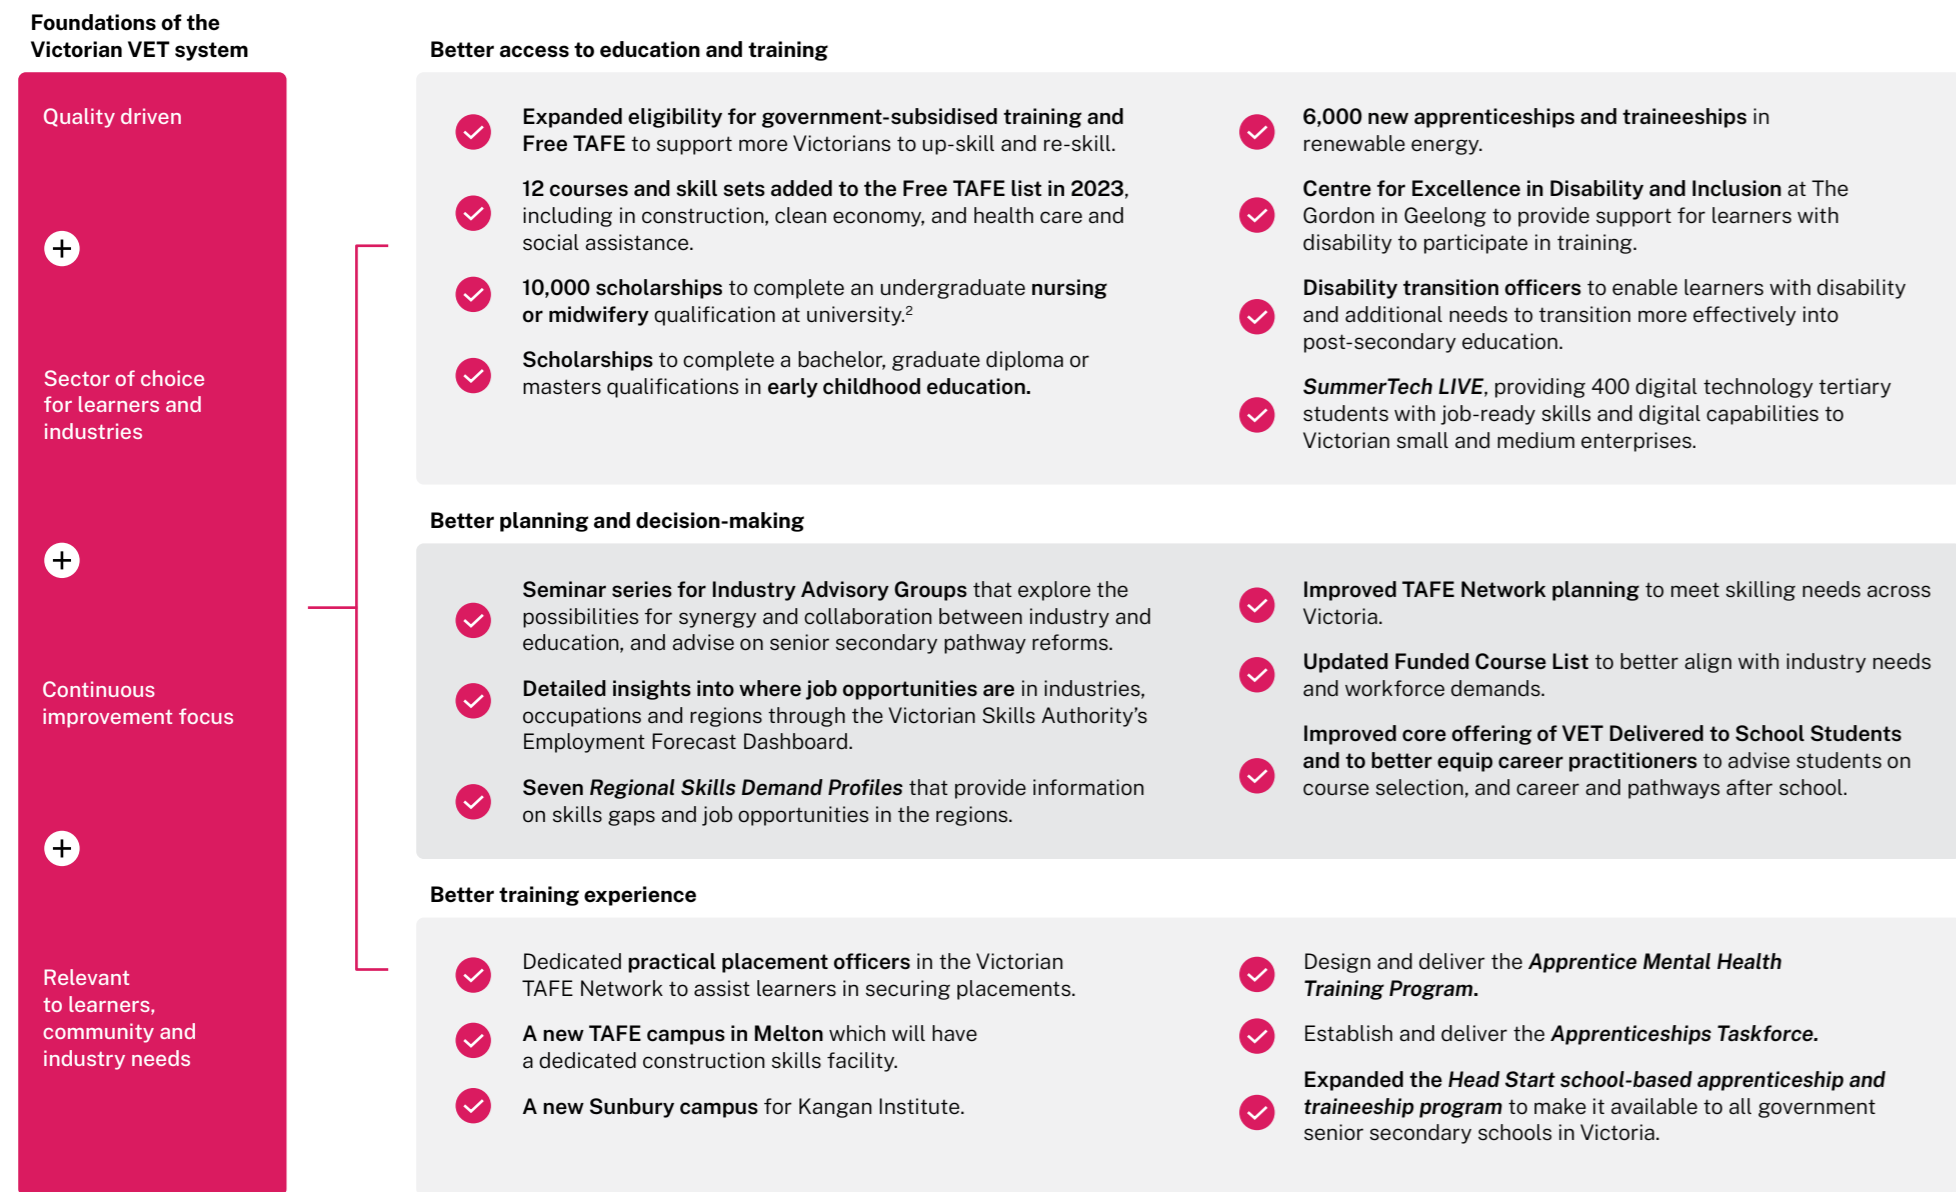 Foundations of the
Victorian VET system
Quality driven
+
Sector of choice
for learners and
industries
+
Continuous
improvement focus
+
Relevant
to learners,
community and
industry needs
Better access to education and training
Expanded eligibility for government-subsidised training and
Free TAFE to support more Victorians to up-skill and re-skill.
12 courses and skill sets added to the Free TAFE list in 2023,
including in construction, clean economy, and health care and
social assistance.
10,000 scholarships to complete an undergraduate nursing
or midwifery qualification at university.²
Scholarships to complete a bachelor, graduate diploma or
masters qualifications in early childhood education.
6,000 new apprenticeships and traineeships in
renewable energy.
Centre for Excellence in Disability and Inclusion at The
Gordon in Geelong to provide support for learners with
disability to participate in training.
Disability transition officers to enable learners with disability
and additional needs to transition more effectively into
post-secondary education.
SummerTech LIVE, providing 400 digital technology tertiary
students with job-ready skills and digital capabilities to
Victorian small and medium enterprises.
Better planning and decision-making
Seminar series for Industry Advisory Groups that explore the
possibilities for synergy and collaboration between industry and
education, and advise on senior secondary pathway reforms.
Detailed insights into where job opportunities are in industries,
occupations and regions through the Victorian Skills Authority’s
Employment Forecast Dashboard.
Seven Regional Skills Demand Profiles that provide information
on skills gaps and job opportunities in the regions.
Improved TAFE Network planning to meet skilling needs across
Victoria.
Updated Funded Course List to better align with industry needs
and workforce demands.
Improved core offering of VET Delivered to School Students
and to better equip career practitioners to advise students on
course selection, and career and pathways after school.
Better training experience
Dedicated practical placement officers in the Victorian
TAFE Network to assist learners in securing placements.
A new TAFE campus in Melton which will have
a dedicated construction skills facility.
A new Sunbury campus for Kangan Institute.
Design and deliver the Apprentice Mental Health
Training Program.
Establish and deliver the Apprenticeships Taskforce.
Expanded the Head Start school-based apprenticeship and
traineeship program to make it available to all government
senior secondary schools in Victoria.